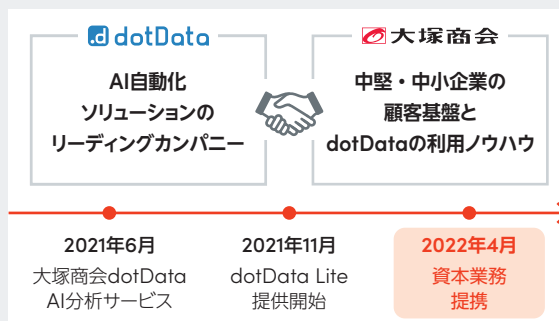 dotData
AI自動化
ソリューションの
リーディングカンパニー
大塚商会
中堅・中小企業の
顧客基盤と
dotDataの利用ノウハウ
2021年6月
大塚商会dotData
AI分析サービス
2021年11月
dotData Lite
提供開始
2022年4月
資本業務
提携